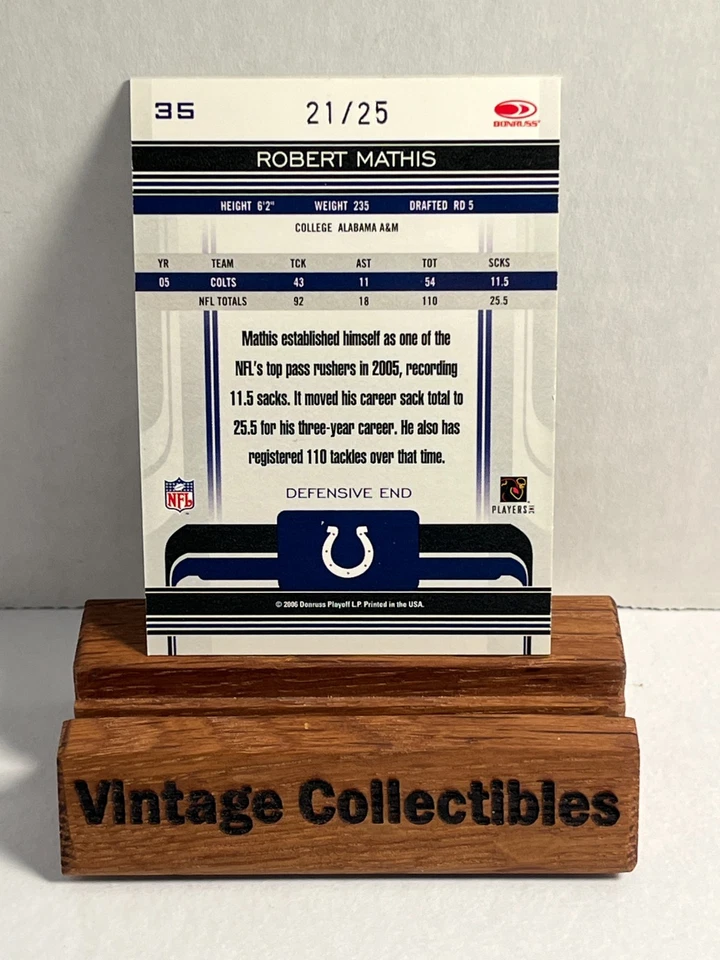 35 21/25 DONRUSS
ROBERT MATHIS
HEIGHT 6'2" WEIGHT 235 DRAFTED RD 5
COLLEGE ALABAMA A&M
YR TEAM TCK AST TOT SCKS
05 COLTS 43 11 54 11.5
NFL TOTALS 92 18 110 25.5
Mathis established himself as one of the
NFL's top pass rushers in 2005, recording
11.5 sacks. It moved his career sack total to
25.5 for his three-year career. He also has
registered 110 tackles over that time.
NFL DEFENSIVE END PLAYERS INC
© 2006 Donruss Playoff L.P. Printed in the USA.
Vintage Collectibles